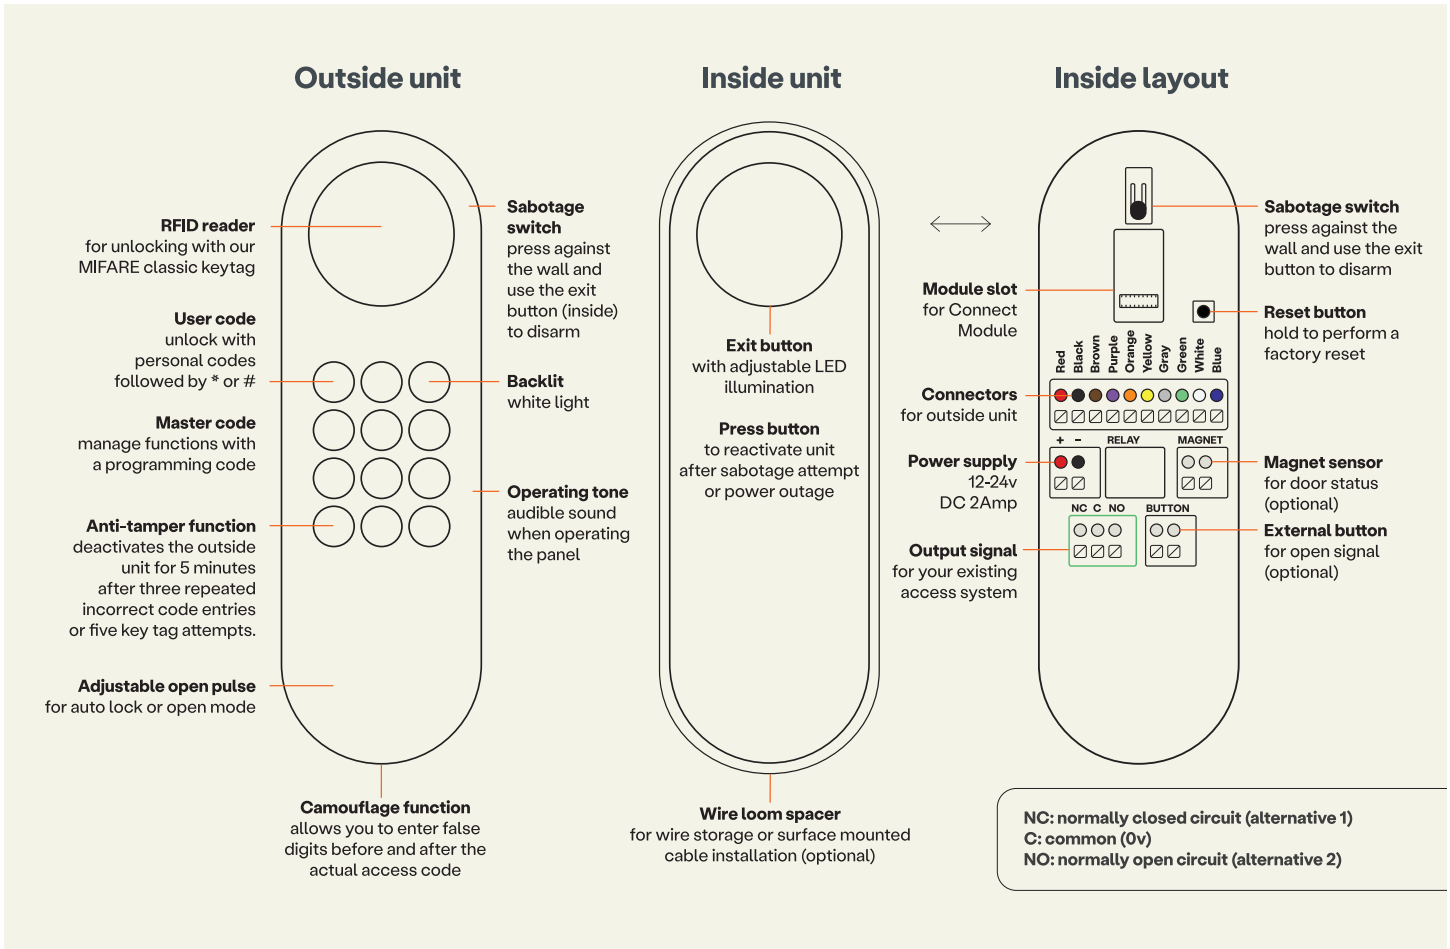 Outside unit
RFID reader
for unlocking with our
MIFARE classic keytag
User code
unlock with
personal codes
followed by * or #
Master code
manage functions with
a programming code
Anti-tamper function
deactivates the outside
unit for 5 minutes
after three repeated
incorrect code entries
or five key tag attempts.
Adjustable open pulse
for auto lock or open mode
Sabotage
switch
press against
the wall and
use the exit
button (inside)
to disarm
Backlit
white light
Operating tone
audible sound
when operating
the panel
Camouflage function
allows you to enter false
digits before and after the
actual access code
Inside unit
Exit button
with adjustable LED
illumination
Press button
to reactivate unit
after sabotage attempt
or power outage
Wire loom spacer
for wire storage or surface mounted
cable installation (optional)
Inside layout
Module slot
for Connect
Module
Connectors
for outside unit
Power supply
12-24v
DC 2Amp
Output signal
for your existing
access system
Red
Black
Brown
Purple
Orange
Yellow
Gray
Green
White
Blue
+ - RELAY MAGNET
NC C NO BUTTON
Sabotage switch
press against the
wall and use the exit
button to disarm
Reset button
hold to perform a
factory reset
Magnet sensor
for door status
(optional)
External button
for open signal
(optional)
NC: normally closed circuit (alternative 1)
C: common (0v)
NO: normally open circuit (alternative 2)